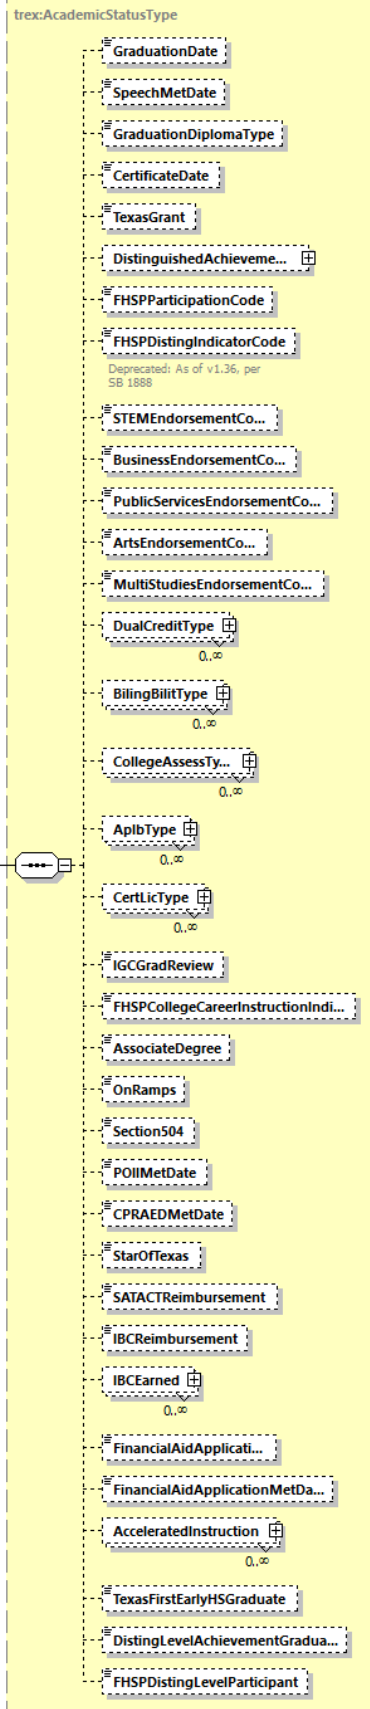 trex:AcademicStatusType
GraduationDate
SpeechMetDate
GraduationDiplomaType
CertificateDate
TexasGrant
DistinguishedAchieveme...
FHSPParticipationCode
FHSPDistingIndicatorCode
Deprecated: As of v1.36, per
SB 1888
STEMEndorsementCo...
BusinessEndorsementCo...
PublicServicesEndorsementCo...
ArtsEndorsementCo...
MultiStudiesEndorsementCo...
DualCreditType
0..∞
BilingBilitType
0..∞
CollegeAssessTy...
0..∞
ApIbType
0..∞
CertLicType
0..∞
IGCGradReview
FHSPCollegeCareerInstructionIndi...
AssociateDegree
OnRamps
Section504
POIIMetDate
CPRAEDMetDate
StarOfTexas
SATACTReimbursement
IBCReimbursement
IBCEarned
0..∞
FinancialAidApplicati...
FinancialAidApplicationMetDa...
AcceleratedInstruction
0..∞
TexasFirstEarlyHSGraduate
DistingLevelAchievementGradua...
FHSPDistingLevelParticipant